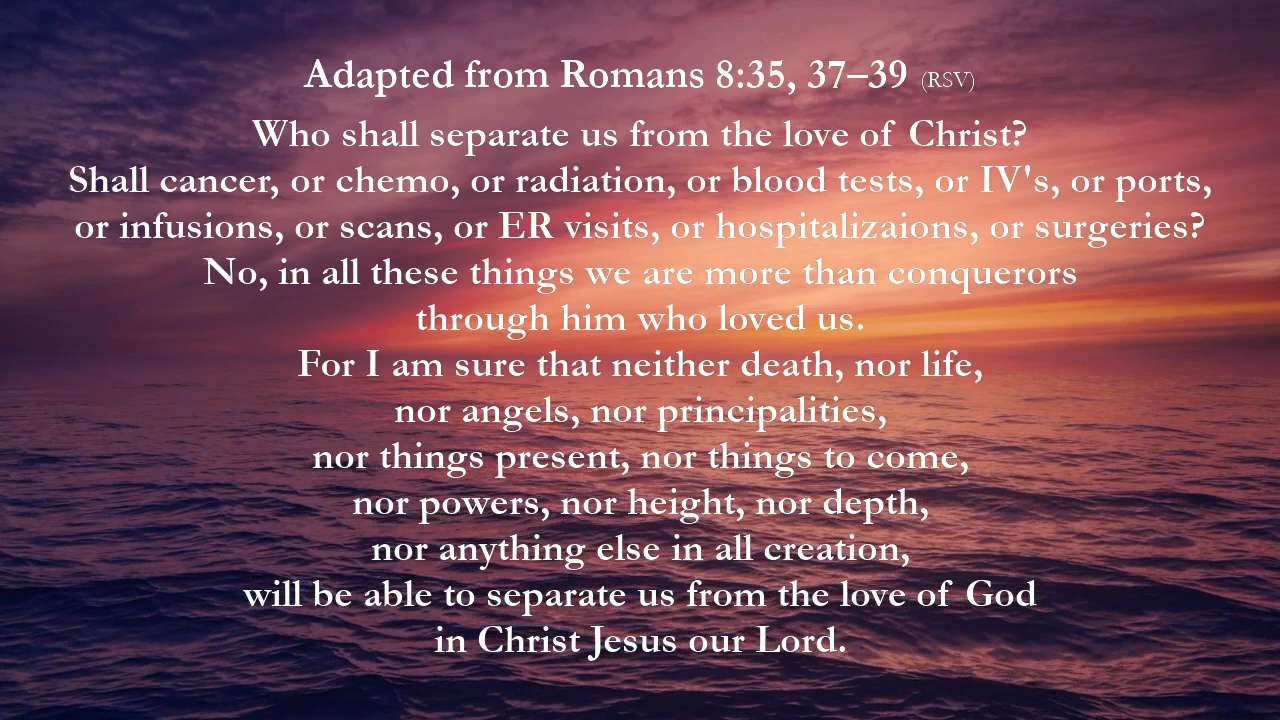 Adapted from Romans 8:35, 37–39 (RSV)
Who shall separate us from the love of Christ?
Shall cancer, or chemo, or radiation, or blood tests, or IV's, or ports,
or infusions, or scans, or ER visits, or hospitalizaions, or surgeries?
No, in all these things we are more than conquerors
through him who loved us.
For I am sure that neither death, nor life,
nor angels, nor principalities,
nor things present, nor things to come,
nor powers, nor height, nor depth,
nor anything else in all creation,
will be able to separate us from the love of God
in Christ Jesus our Lord.